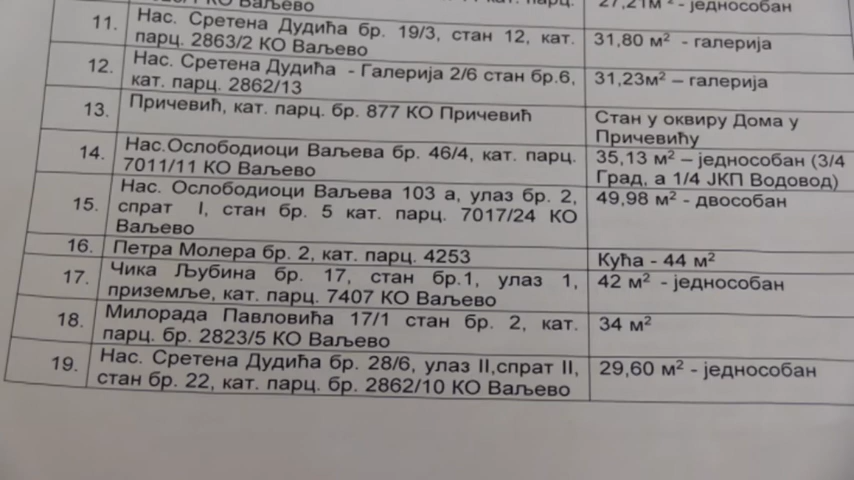 КО Ваљево
27,21м² - једнособан
11. Нас. Сретена Дудића бр. 19/3, стан 12, кат.
парц. 2863/2 КО Ваљево
31,80 м² - галерија
12. Нас. Сретена Дудића - Галерија 2/6 стан бр.6,
кат. парц. 2862/13
31,23м² – галерија
13. Причевић, кат. парц. бр. 877 КО Причевић
Стан у оквиру Дома у
Причевићу
14. Нас.Ослободиоци Ваљева бр. 46/4, кат. парц.
7011/11 КО Ваљево
35,13 м² – једнособан (3/4
Град, а 1/4 ЈКП Водовод)
15. Нас. Ослободиоци Ваљева 103 а, улаз бр. 2,
спрат I, стан бр. 5 кат. парц. 7017/24 КО
Ваљево
49,98 м² - двособан
16. Петра Молера бр. 2, кат. парц. 4253
Кућа - 44 м²
17. Чика Љубина бр. 17, стан бр.1, улаз 1,
приземље, кат. парц. 7407 КО Ваљево
42 м² - једнособан
18. Милорада Павловића 17/1 стан бр. 2, кат.
парц. бр. 2823/5 КО Ваљево
34 м²
19. Нас. Сретена Дудића бр. 28/6, улаз II,спрат II,
стан бр. 22, кат. парц. бр. 2862/10 КО Ваљево
29,60 м² - једнособан